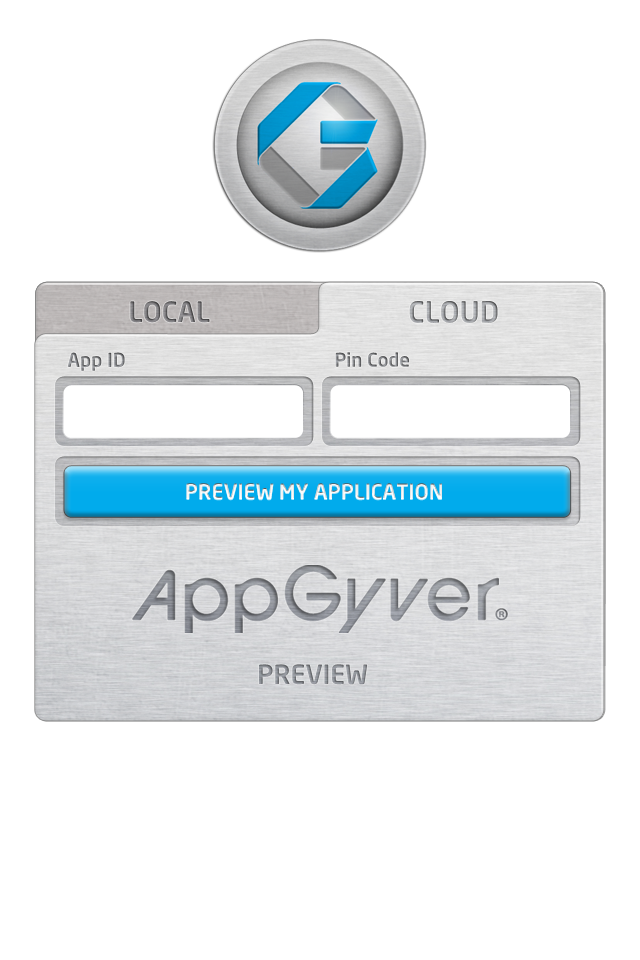 LOCAL CLOUD
App ID Pin Code
PREVIEW MY APPLICATION
AppGyver®
PREVIEW